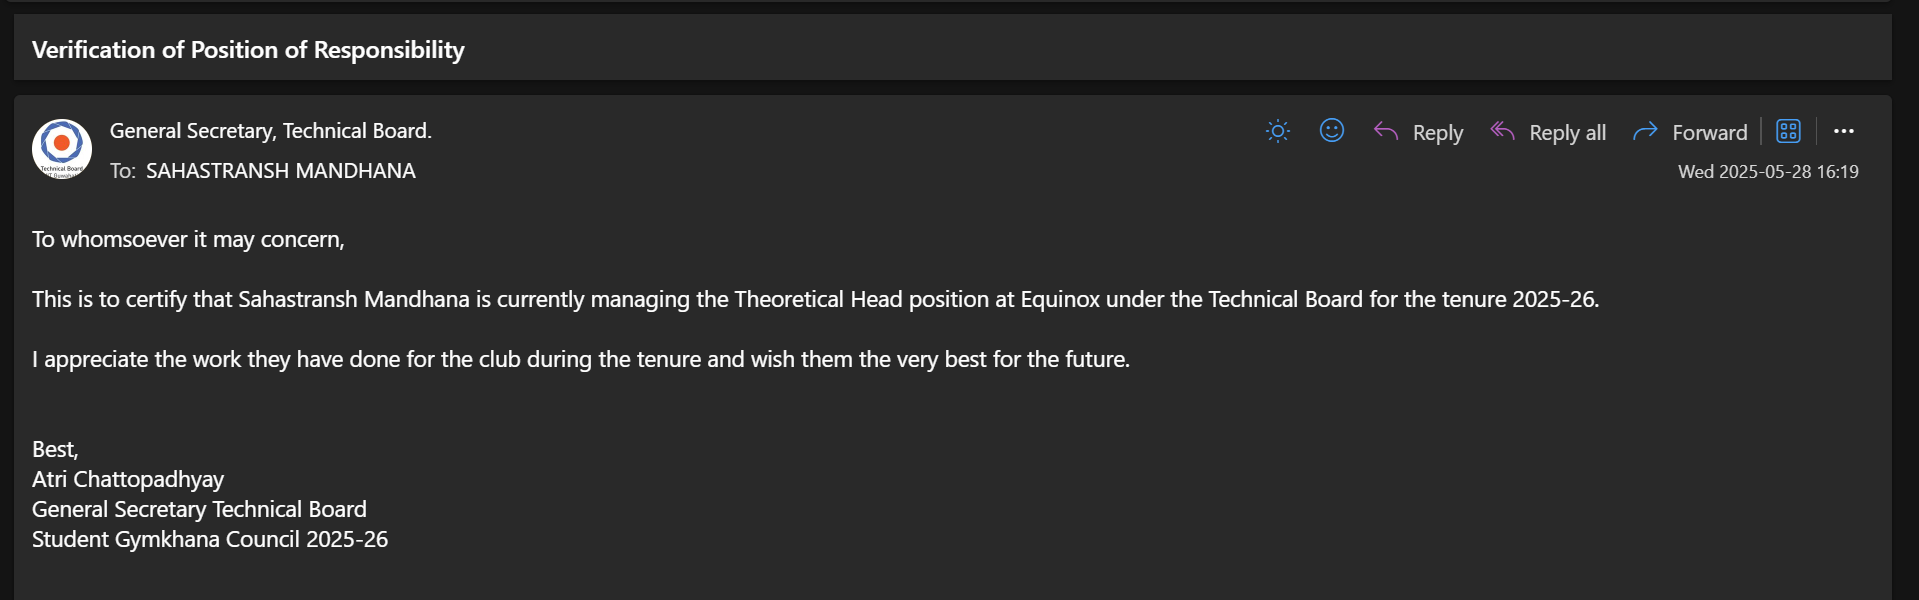 Verification of Position of Responsibility
General Secretary, Technical Board.
To: SAHASTRANSH MANDHANA
Reply
Reply all
Forward
Wed 2025-05-28 16:19
Technical Board
To whomsoever it may concern,
This is to certify that Sahastransh Mandhana is currently managing the Theoretical Head position at Equinox under the Technical Board for the tenure 2025-26.
I appreciate the work they have done for the club during the tenure and wish them the very best for the future.
Best,
Atri Chattopadhyay
General Secretary Technical Board
Student Gymkhana Council 2025-26